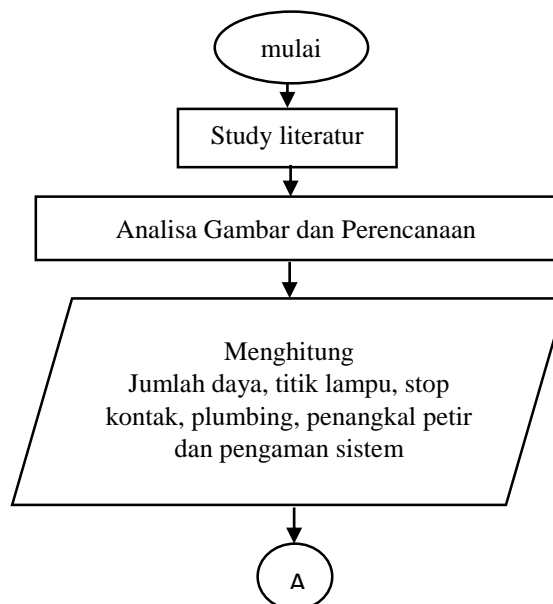 mulai
Study literatur
Analisa Gambar dan Perencanaan
Menghitung
Jumlah daya, titik lampu, stop
kontak, plumbing, penangkal petir
dan pengaman sistem
A